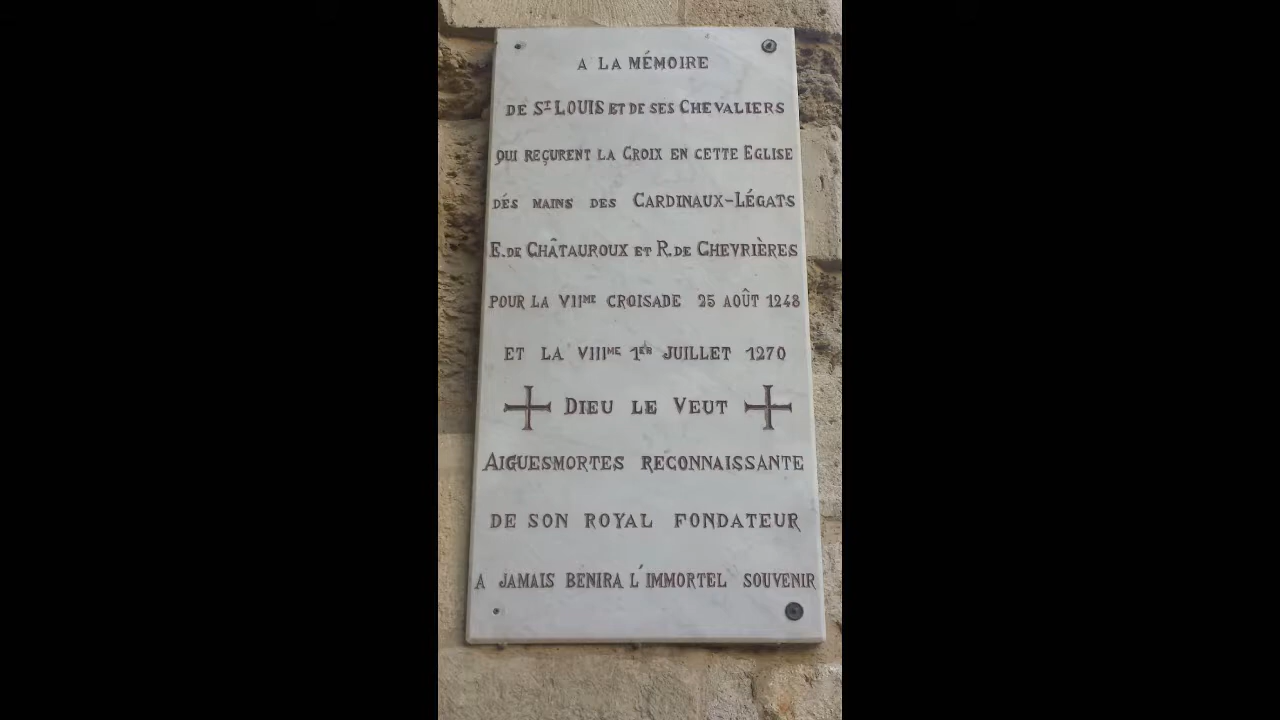 A LA MÉMOIRE
DE ST LOUIS ET DE SES CHEVALIERS
QUI REÇURENT LA CROIX EN CETTE EGLISE
DÉS MAINS DES CARDINAUX-LÉGATS
E. DE CHÂTAUROUX ET R. DE CHEVRIÈRES
POUR LA VIIME CROISADE 25 AOÛT 1248
ET LA VIIIME 1ER JUILLET 1270
DIEU LE VEUT
AIGUESMORTES RECONNAISSANTE
DE SON ROYAL FONDATEUR
A JAMAIS BENIRA L'IMMORTEL SOUVENIR